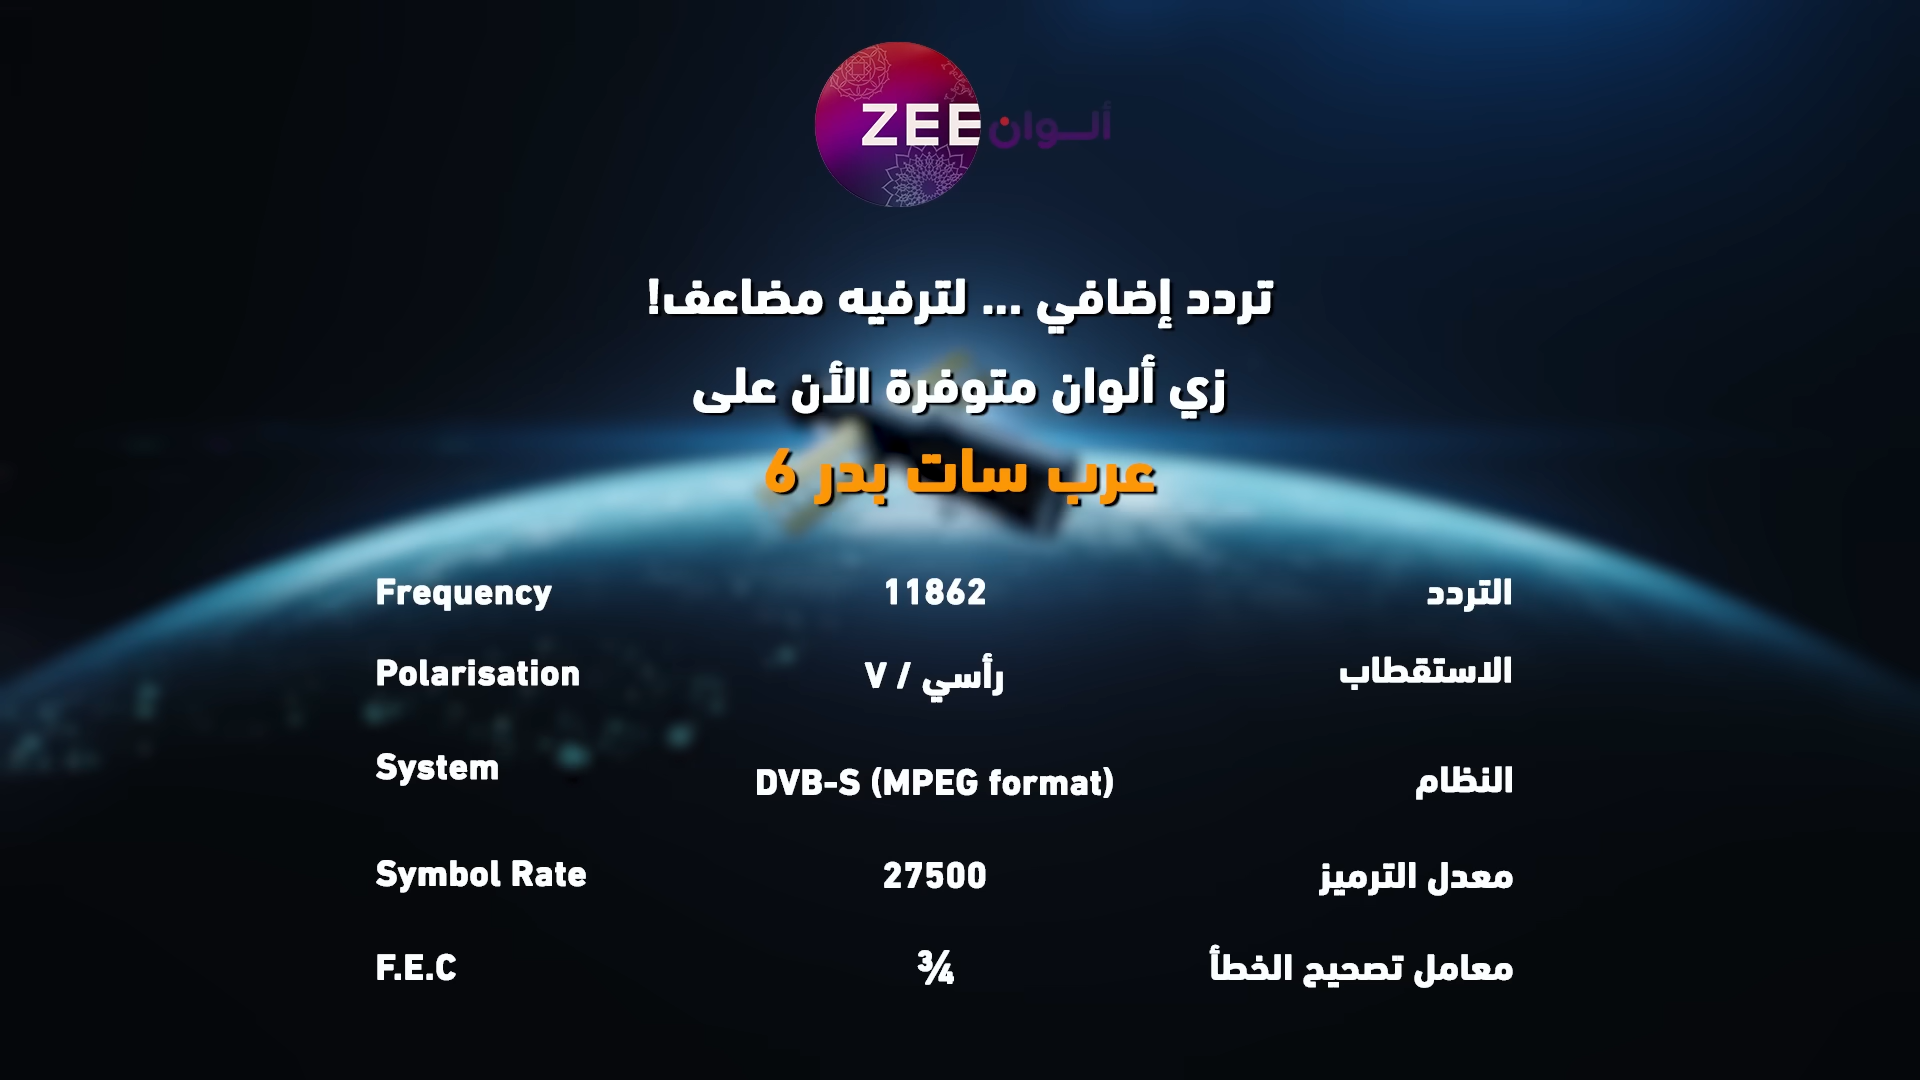 ZEE ألوان
تردد إضافي ... لترفيه مضاعف!
زي ألوان متوفرة الأن على
عرب سات بدر 6
Frequency 11862 التردد
Polarisation رأسي / V الاستقطاب
System DVB-S (MPEG format) النظام
Symbol Rate 27500 معدل الترميز
F.E.C ¾ معامل تصحيح الخطأ